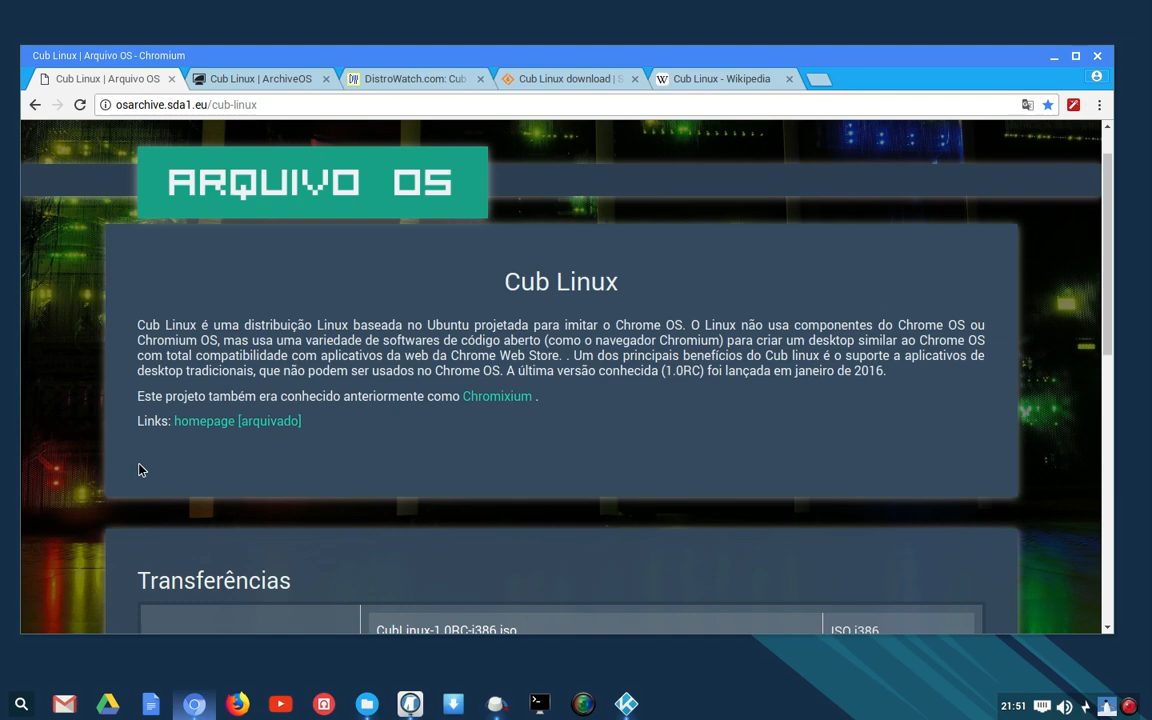 Cub Linux | Arquivo OS - Chromium
Cub Linux | Arquivo OS
Cub Linux | ArchiveOS
DistroWatch.com: Cub
Cub Linux download | S
Cub Linux - Wikipedia
osarchive.sda1.eu/cub-linux
ARQUIVO OS
Cub Linux
Cub Linux é uma distribuição Linux baseada no Ubuntu projetada para imitar o Chrome OS. O Linux não usa componentes do Chrome OS ou
Chromium OS, mas usa uma variedade de softwares de código aberto (como o navegador Chromium) para criar um desktop similar ao Chrome OS
com total compatibilidade com aplicativos da web da Chrome Web Store. . Um dos principais benefícios do Cub linux é o suporte a aplicativos de
desktop tradicionais, que não podem ser usados no Chrome OS. A última versão conhecida (1.0RC) foi lançada em janeiro de 2016.
Este projeto também era conhecido anteriormente como Chromixium .
Links: homepage [arquivado]
Transferências
CubLinux-1.0RC-i386.iso
ISO i386
21:51